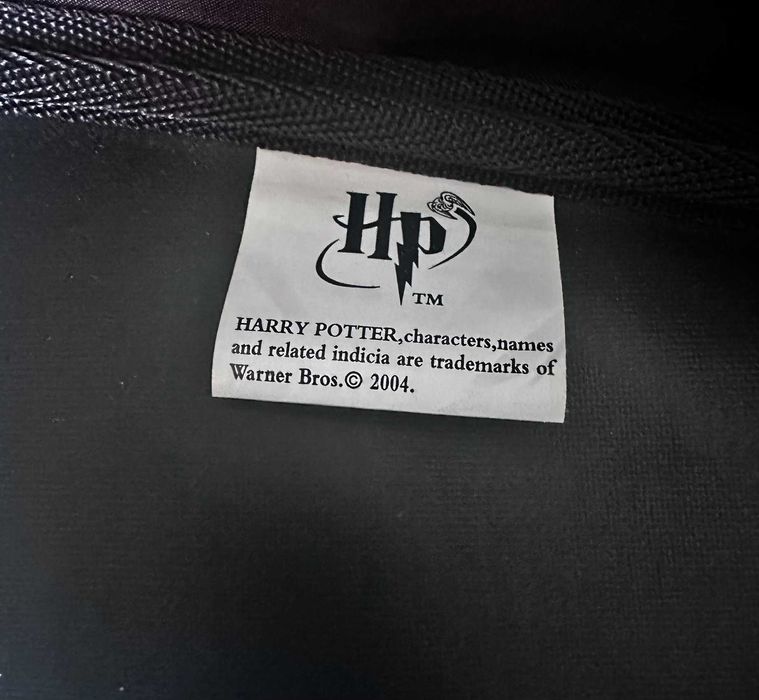 Hp
TM
HARRY POTTER,characters,names
and related indicia are trademarks of
Warner Bros.© 2004.